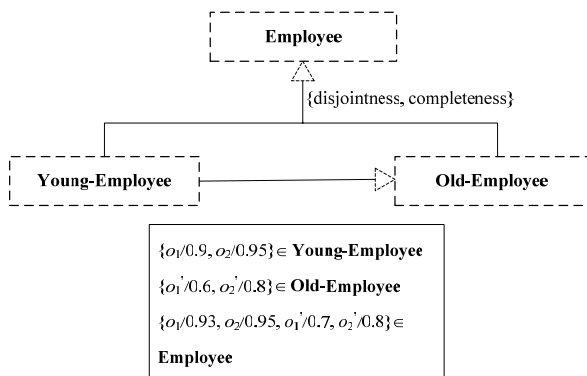 Employee
{disjointness, completeness}
Young-Employee
Old-Employee
{o₁/0.9, o₂/0.95}∈ Young-Employee
{o₁'/0.6, o₂'/0.8}∈ Old-Employee
{o₁/0.93, o₂/0.95, o₁'/0.7, o₂'/0.8}∈
Employee